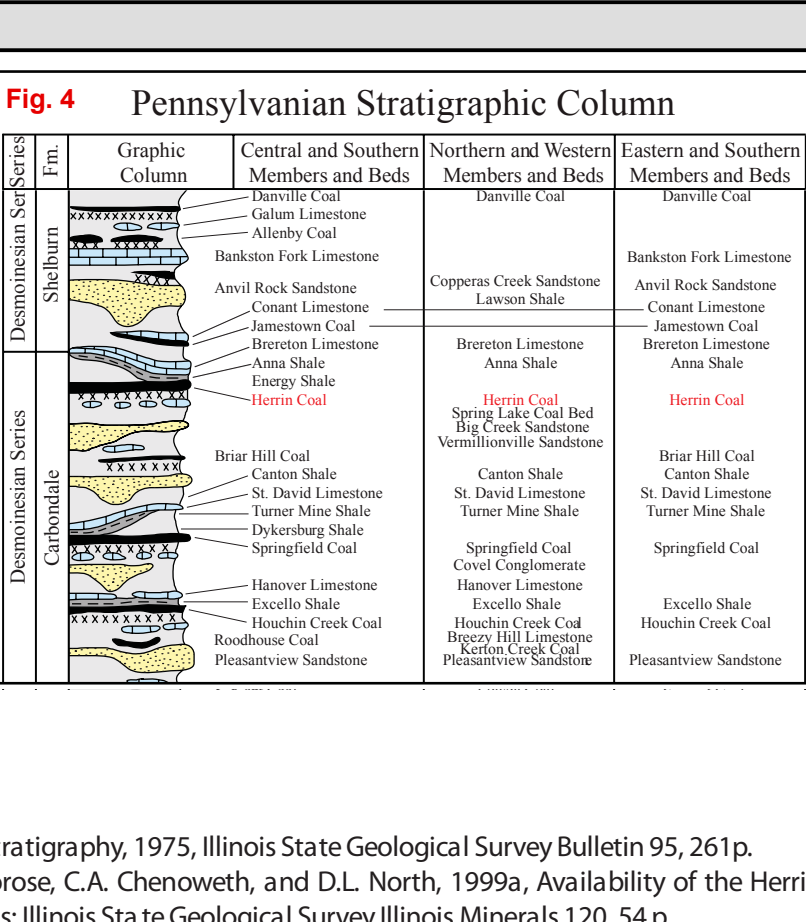 Fig. 4
Pennsylvanian Stratigraphic Column
Series
Fm.
Graphic
Column
Central and Southern
Members and Beds
Northern and Western
Members and Beds
Eastern and Southern
Members and Beds
Desmoinesian Ser
Shelburn
Desmoinesian Series
Carbondale
Danville Coal
Galum Limestone
Allenby Coal
Bankston Fork Limestone
Anvil Rock Sandstone
Conant Limestone
Jamestown Coal
Brereton Limestone
Anna Shale
Energy Shale
Herrin Coal
Briar Hill Coal
Canton Shale
St. David Limestone
Turner Mine Shale
Dykersburg Shale
Springfield Coal
Hanover Limestone
Excello Shale
Houchin Creek Coal
Roodhouse Coal
Pleasantview Sandstone
Danville Coal
Copperas Creek Sandstone
Lawson Shale
Brereton Limestone
Anna Shale
Herrin Coal
Spring Lake Coal Bed
Big Creek Sandstone
Vermillionville Sandstone
Canton Shale
St. David Limestone
Turner Mine Shale
Springfield Coal
Covel Conglomerate
Hanover Limestone
Excello Shale
Houchin Creek Coal
Breezy Hill Limestone
Kerton Creek Coal
Pleasantview Sandstone
Danville Coal
Bankston Fork Limestone
Anvil Rock Sandstone
Conant Limestone
Jamestown Coal
Brereton Limestone
Anna Shale
Herrin Coal
Briar Hill Coal
Canton Shale
St. David Limestone
Turner Mine Shale
Springfield Coal
Excello Shale
Houchin Creek Coal
Pleasantview Sandstone
ratigraphy, 1975, Illinois State Geological Survey Bulletin 95, 261p.
brose, C.A. Chenoweth, and D.L. North, 1999a, Availability of the Herri
s: Illinois State Geological Survey Illinois Minerals 120, 54 p